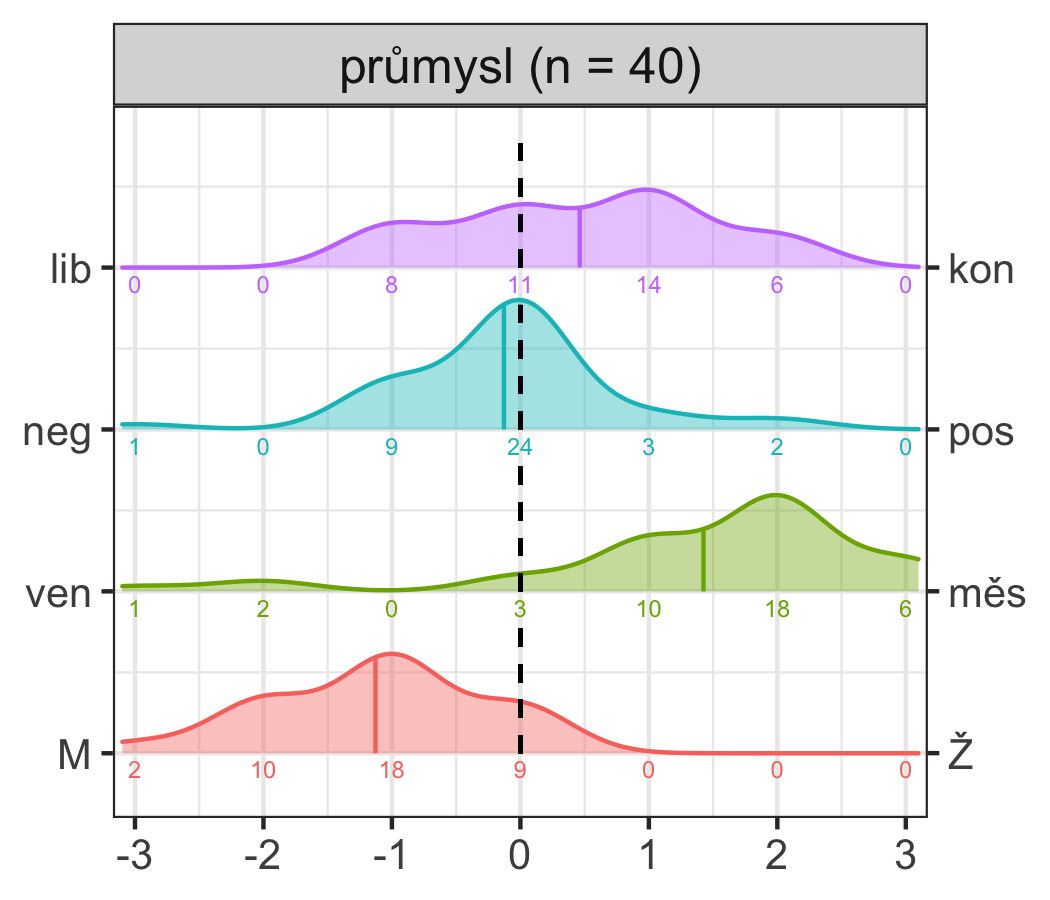 průmysl (n = 40)
lib kon
0 0 8 11 14 6 0
neg pos
1 0 9 24 3 2 0
ven měs
1 2 0 3 10 18 6
M Ž
2 10 18 9 0 0 0
-3 -2 -1 0 1 2 3